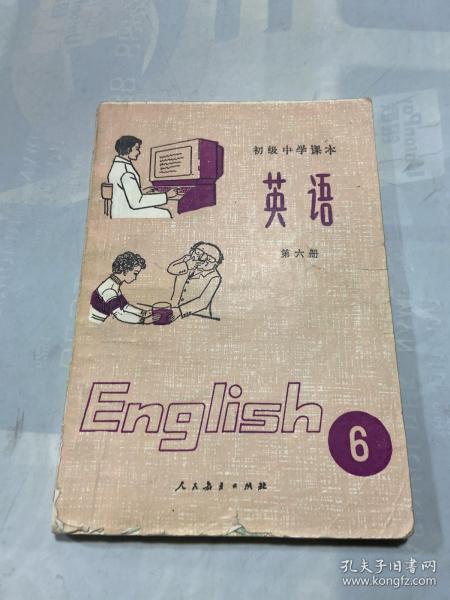 初级中学课本
英语
第六册
English
6
人民教育出版社
孔夫子旧书网
www.kongfz.com